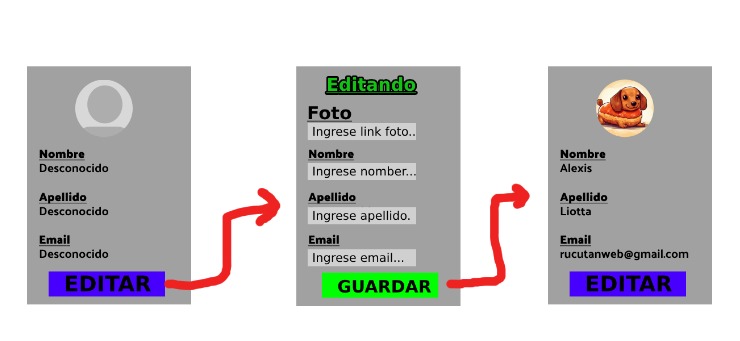 Nombre
Desconocido
Apellido
Desconocido
Email
Desconocido
EDITAR
Editando
Foto
Ingrese link foto..
Nombre
Ingrese nomber...
Apellido
Ingrese apellido.
Email
Ingrese email...
GUARDAR
Nombre
Alexis
Apellido
Liotta
Email
rucutanweb@gmail.com
EDITAR